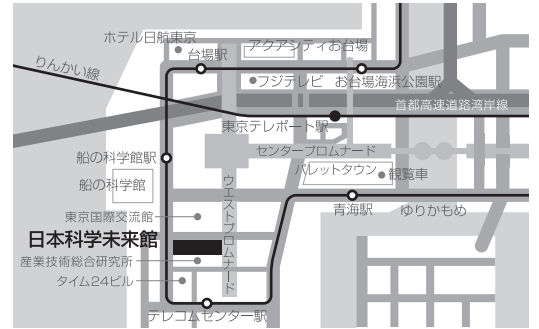 ホテル日航東京
台場駅
アクアシティお台場
りんかい線
フジテレビ
お台場海浜公園駅
首都高速道路湾岸線
東京テレポート駅
センタープロムナード
船の科学館駅
パレットタウン
観覧車
船の科学館
ウエストプロムナード
青海駅
ゆりかもめ
東京国際交流館
日本科学未来館
産業技術総合研究所
タイム24ビル
テレコムセンター駅